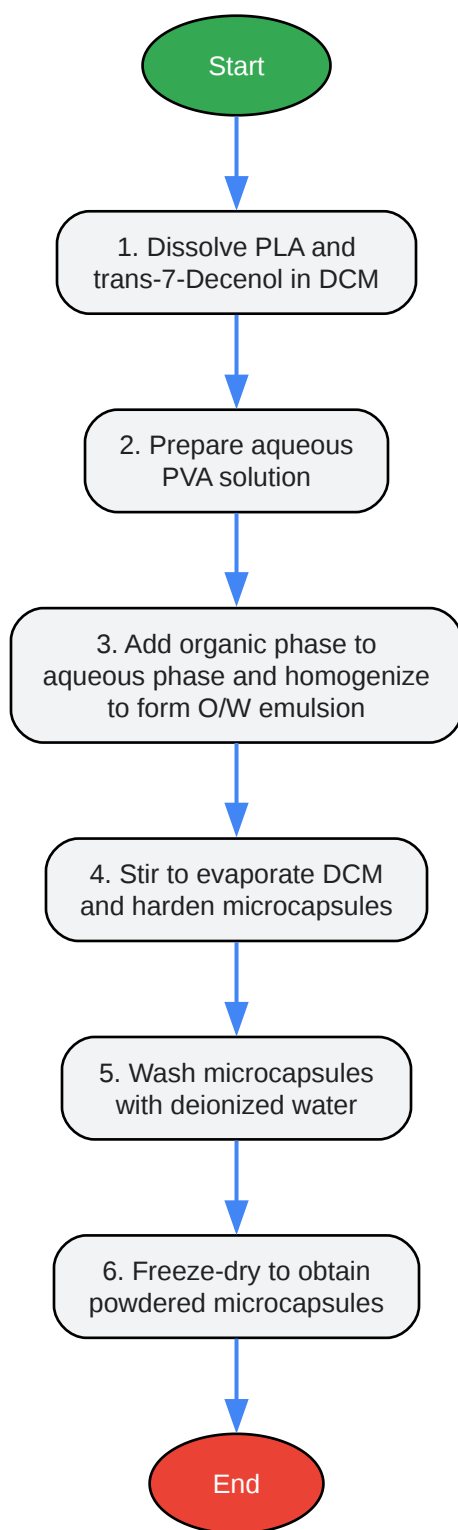 Start
1. Dissolve PLA and
trans-7-Decenol in DCM
2. Prepare aqueous
PVA solution
3. Add organic phase to
aqueous phase and homogenize
to form O/W emulsion
4. Stir to evaporate DCM
and harden microcapsules
5. Wash microcapsules
with deionized water
6. Freeze-dry to obtain
powdered microcapsules
End